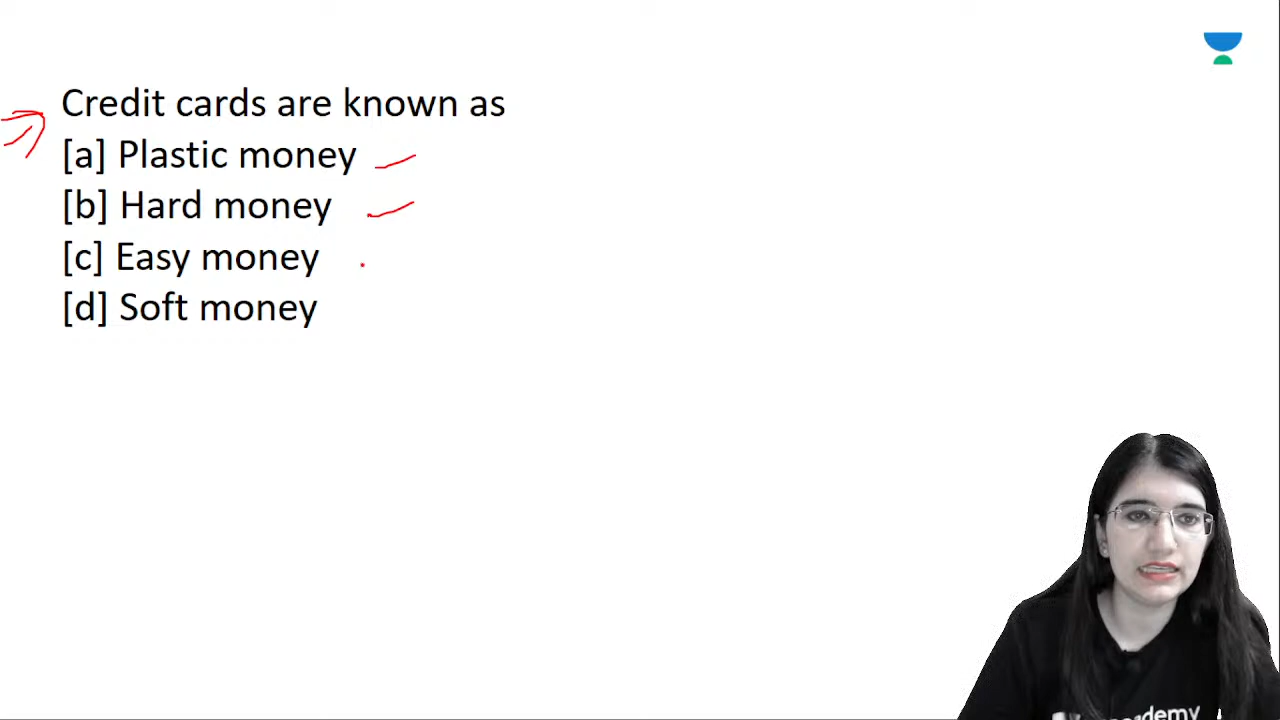 Credit cards are known as
[a] Plastic money
[b] Hard money
[c] Easy money
[d] Soft money